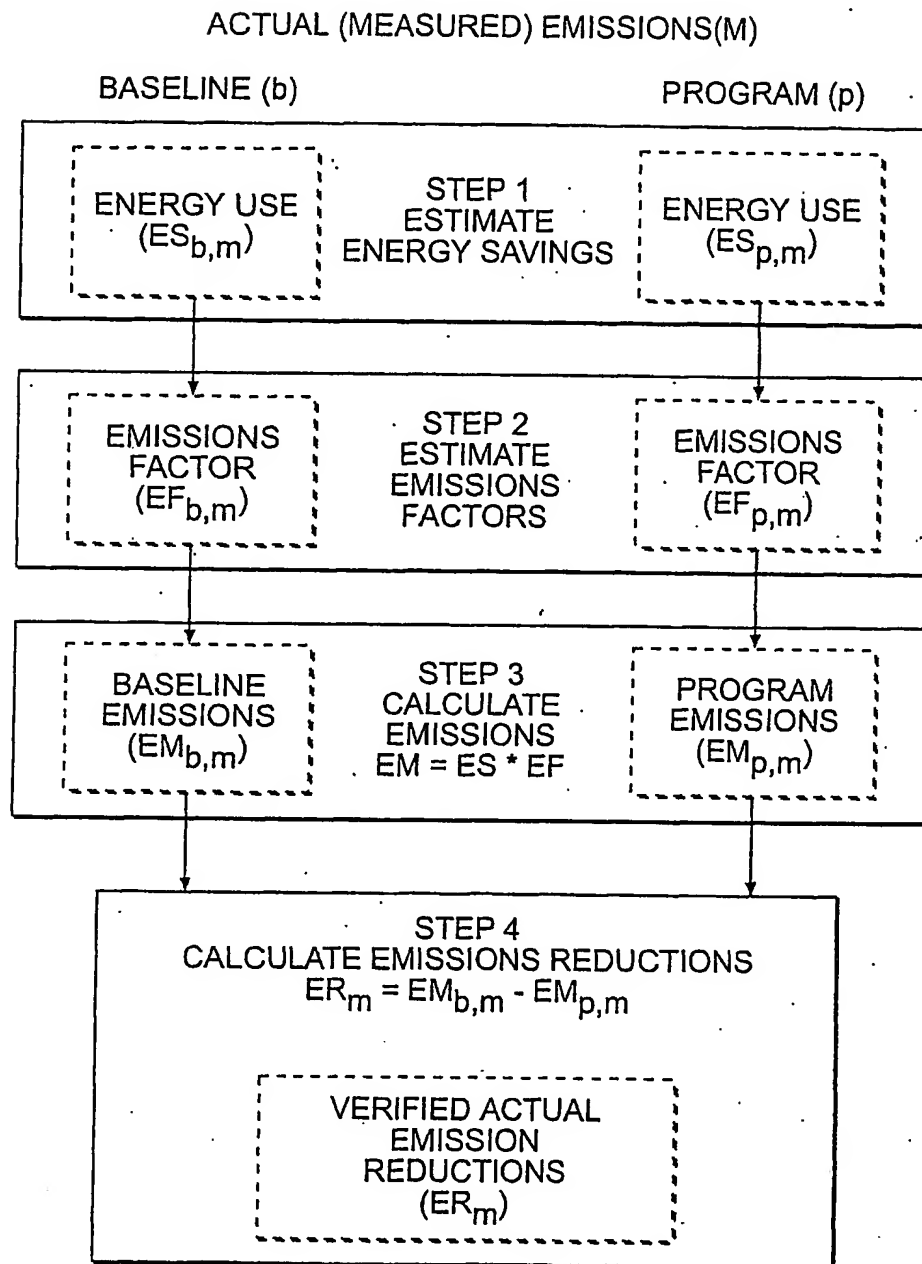 ACTUAL (MEASURED) EMISSIONS(M)
BASELINE (b)
PROGRAM (p)
ENERGY USE
(ES_b,m)
STEP 1
ESTIMATE
ENERGY SAVINGS
ENERGY USE
(ES_p,m)
EMISSIONS
FACTOR
(EF_b,m)
STEP 2
ESTIMATE
EMISSIONS
FACTORS
EMISSIONS
FACTOR
(EF_p,m)
BASELINE
EMISSIONS
(EM_b,m)
STEP 3
CALCULATE
EMISSIONS
EM = ES * EF
PROGRAM
EMISSIONS
(EM_p,m)
STEP 4
CALCULATE EMISSIONS REDUCTIONS
ER_m = EM_b,m - EM_p,m
VERIFIED ACTUAL
EMISSION
REDUCTIONS
(ER_m)